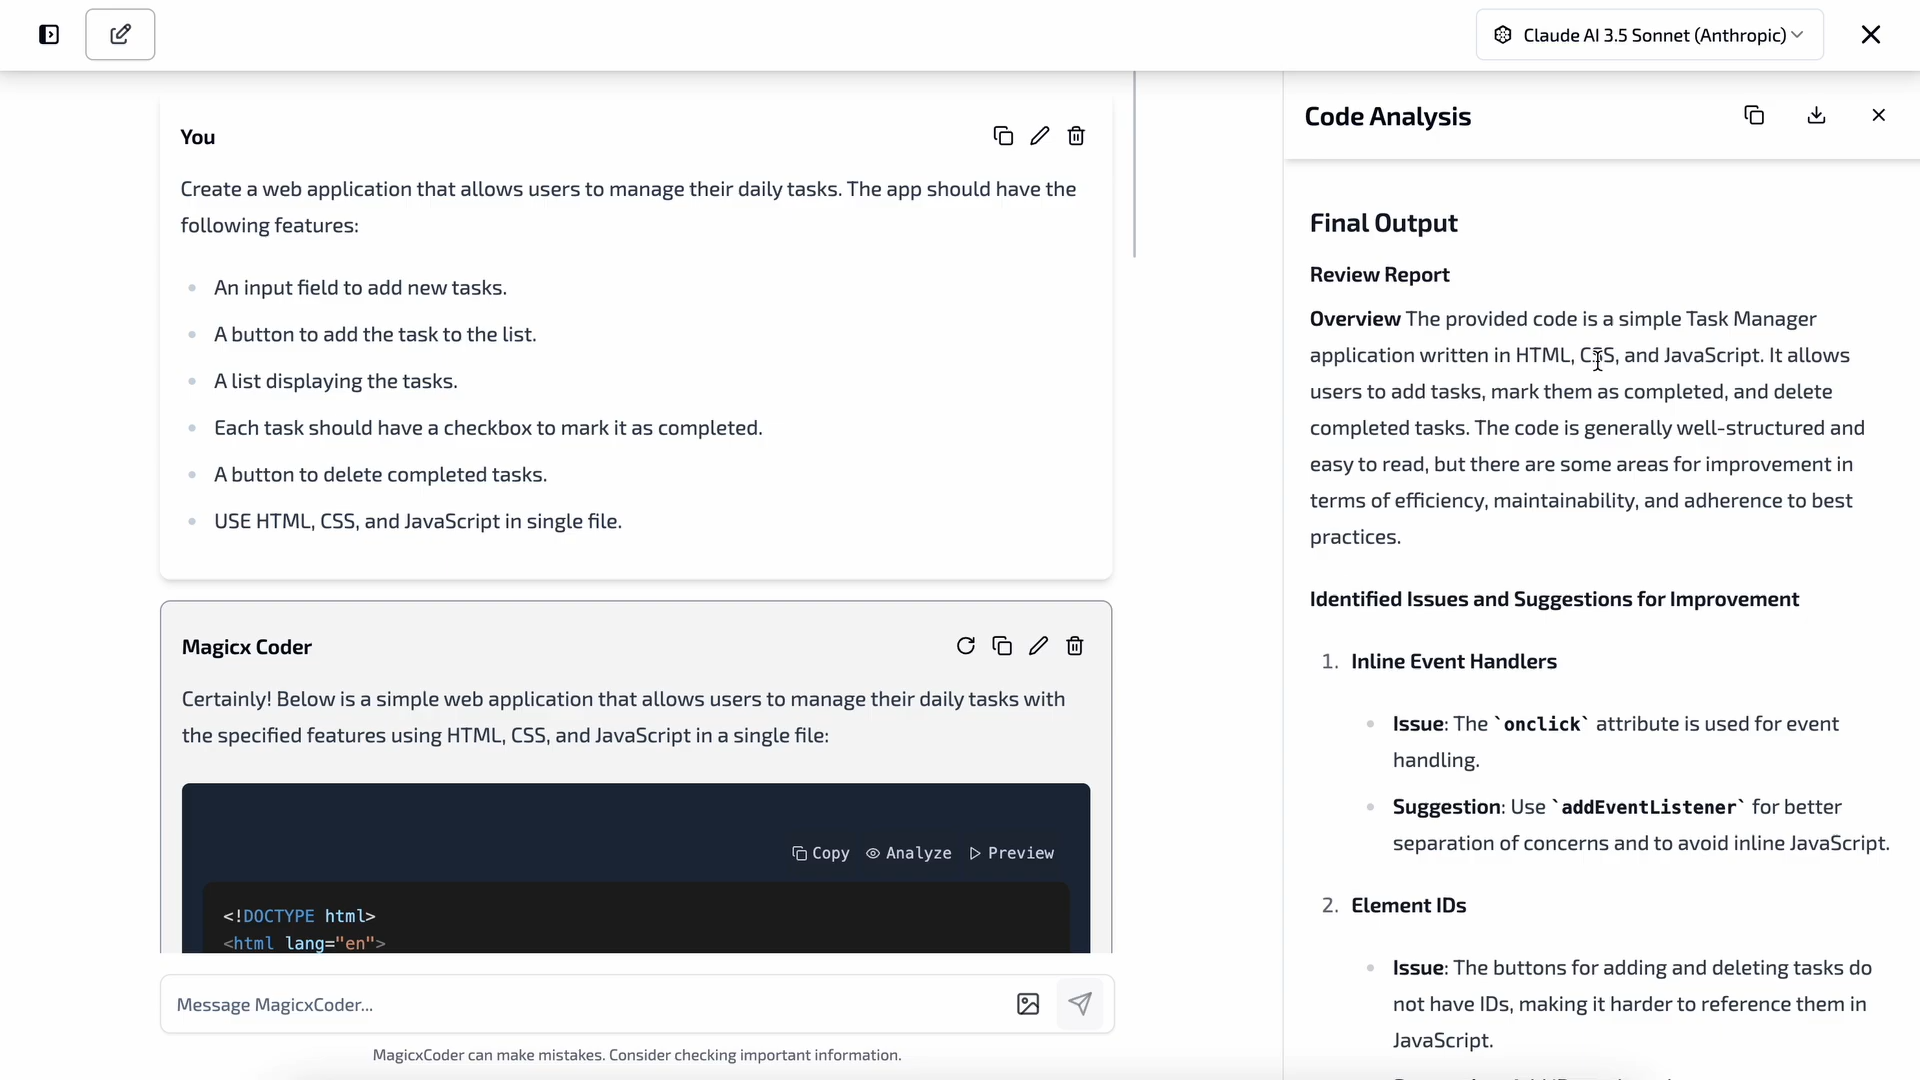 Claude AI 3.5 Sonnet (Anthropic)
You
Create a web application that allows users to manage their daily tasks. The app should have the
following features:
An input field to add new tasks.
A button to add the task to the list.
A list displaying the tasks.
Each task should have a checkbox to mark it as completed.
A button to delete completed tasks.
USE HTML, CSS, and JavaScript in single file.
Magicx Coder
Certainly! Below is a simple web application that allows users to manage their daily tasks with
the specified features using HTML, CSS, and JavaScript in a single file:
Copy Analyze Preview
<!DOCTYPE html>
<html lang="en">
Message MagicxCoder...
MagicxCoder can make mistakes. Consider checking important information.
Code Analysis
Final Output
Review Report
Overview The provided code is a simple Task Manager
application written in HTML, CSS, and JavaScript. It allows
users to add tasks, mark them as completed, and delete
completed tasks. The code is generally well-structured and
easy to read, but there are some areas for improvement in
terms of efficiency, maintainability, and adherence to best
practices.
Identified Issues and Suggestions for Improvement
1. Inline Event Handlers
Issue: The `onclick` attribute is used for event
handling.
Suggestion: Use `addEventListener` for better
separation of concerns and to avoid inline JavaScript.
2. Element IDs
Issue: The buttons for adding and deleting tasks do
not have IDs, making it harder to reference them in
JavaScript.